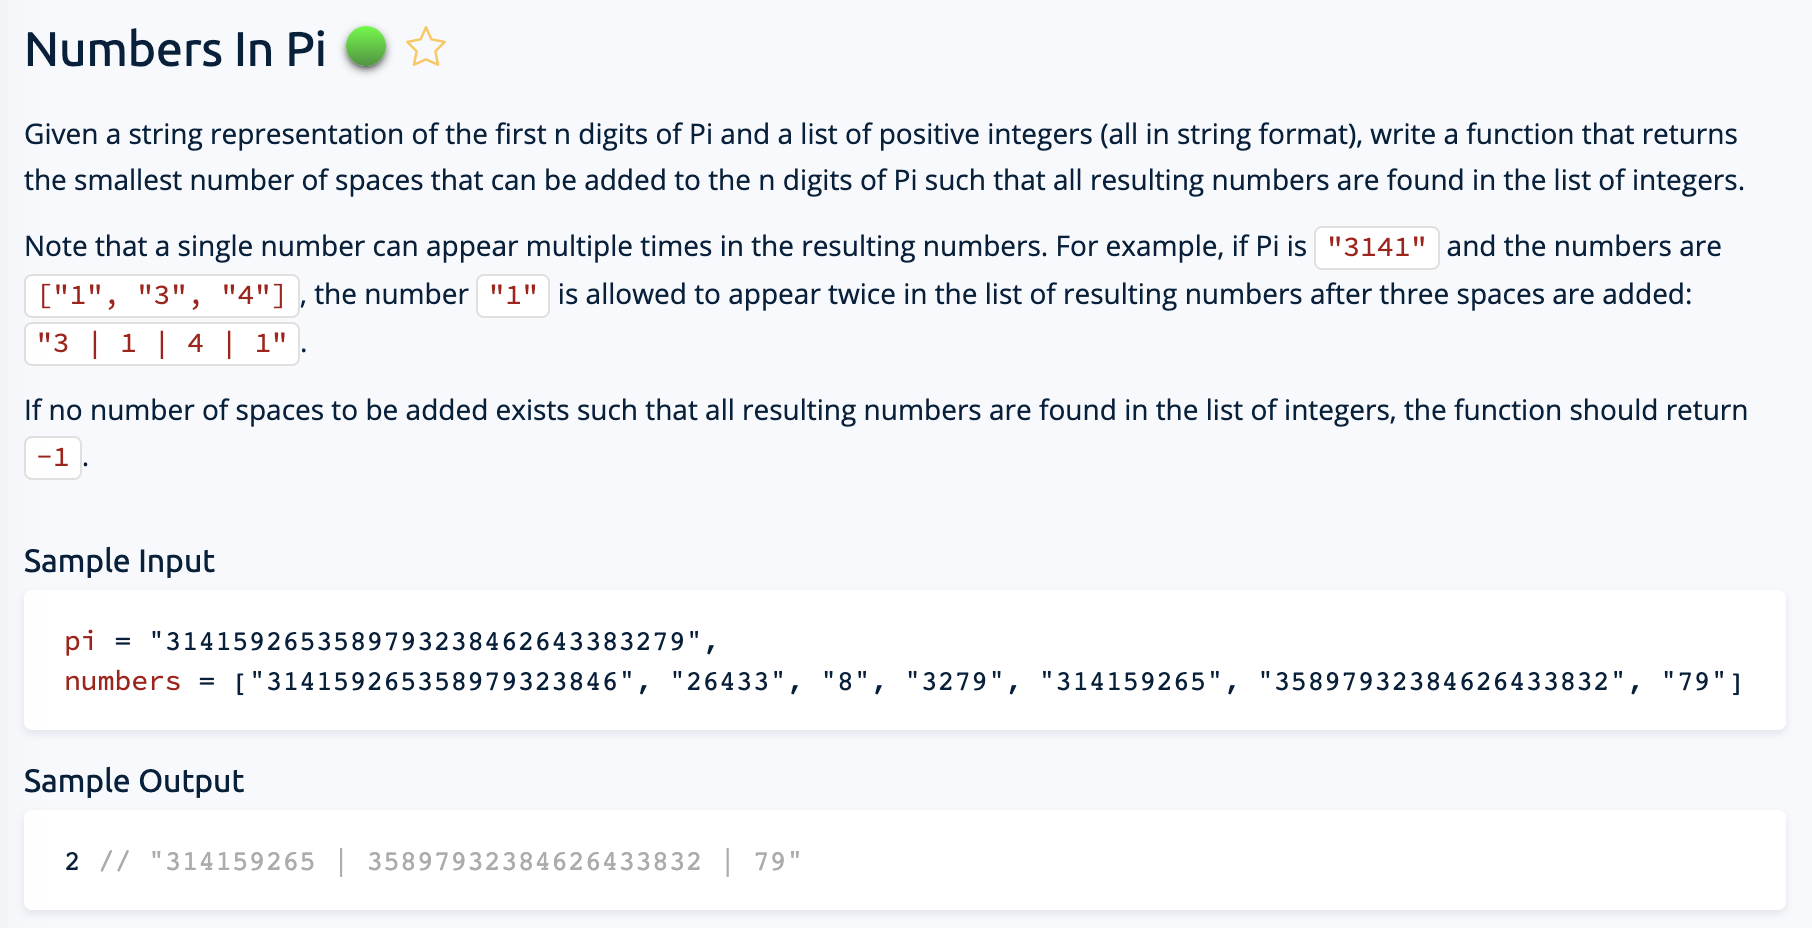 Numbers In Pi
Given a string representation of the first n digits of Pi and a list of positive integers (all in string format), write a function that returns
the smallest number of spaces that can be added to the n digits of Pi such that all resulting numbers are found in the list of integers.
Note that a single number can appear multiple times in the resulting numbers. For example, if Pi is "3141" and the numbers are
["1", "3", "4"], the number "1" is allowed to appear twice in the list of resulting numbers after three spaces are added:
"3 | 1 | 4 | 1".
If no number of spaces to be added exists such that all resulting numbers are found in the list of integers, the function should return
-1.
Sample Input
pi = "3141592653589793238462643383279",
numbers = ["314159265358979323846", "26433", "8", "3279", "314159265", "35897932384626433832", "79"]
Sample Output
2 // "314159265 | 35897932384626433832 | 79"